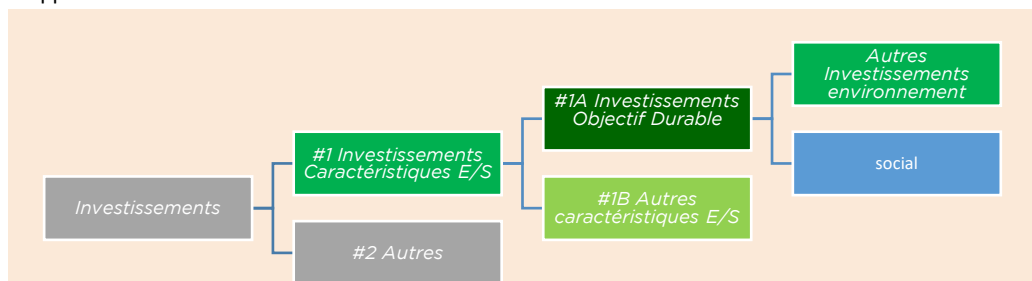 Investissements
#1 Investissements
Caractéristiques E/S
#2 Autres
#1A Investissements
Objectif Durable
#1B Autres
caractéristiques E/S
Autres
Investissements
environnement
social